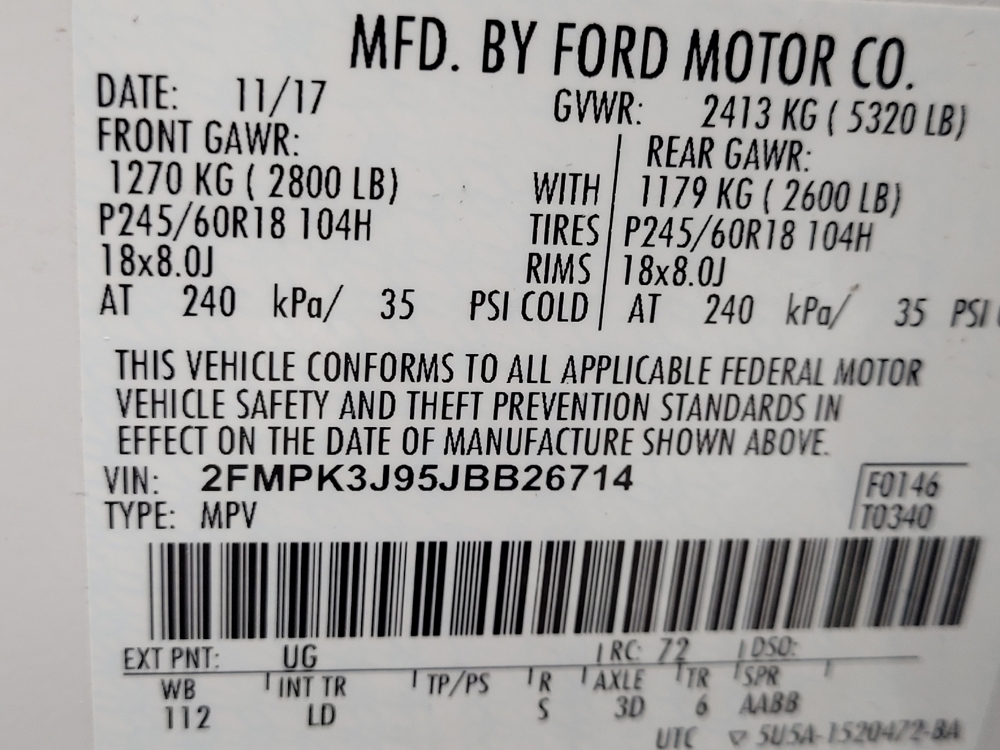 MFD. BY FORD MOTOR CO.
DATE: 11/17 GVWR: 2413 KG ( 5320 LB)
FRONT GAWR: REAR GAWR:
1270 KG ( 2800 LB) WITH 1179 KG ( 2600 LB)
P245/60R18 104H TIRES P245/60R18 104H
18x8.0J RIMS 18x8.0J
AT 240 kPa/ 35 PSI COLD AT 240 kPa/ 35 PSI
THIS VEHICLE CONFORMS TO ALL APPLICABLE FEDERAL MOTOR
VEHICLE SAFETY AND THEFT PREVENTION STANDARDS IN
EFFECT ON THE DATE OF MANUFACTURE SHOWN ABOVE.
VIN: 2FMPK3J95JBB26714 F0146
TYPE: MPV T0340
EXT PNT: UG RC: 72 DSO:
WB INT TR TP/PS R AXLE TR SPR
112 LD S 3D 6 AABB
UTC ▽ 5U5A-1520472-BA